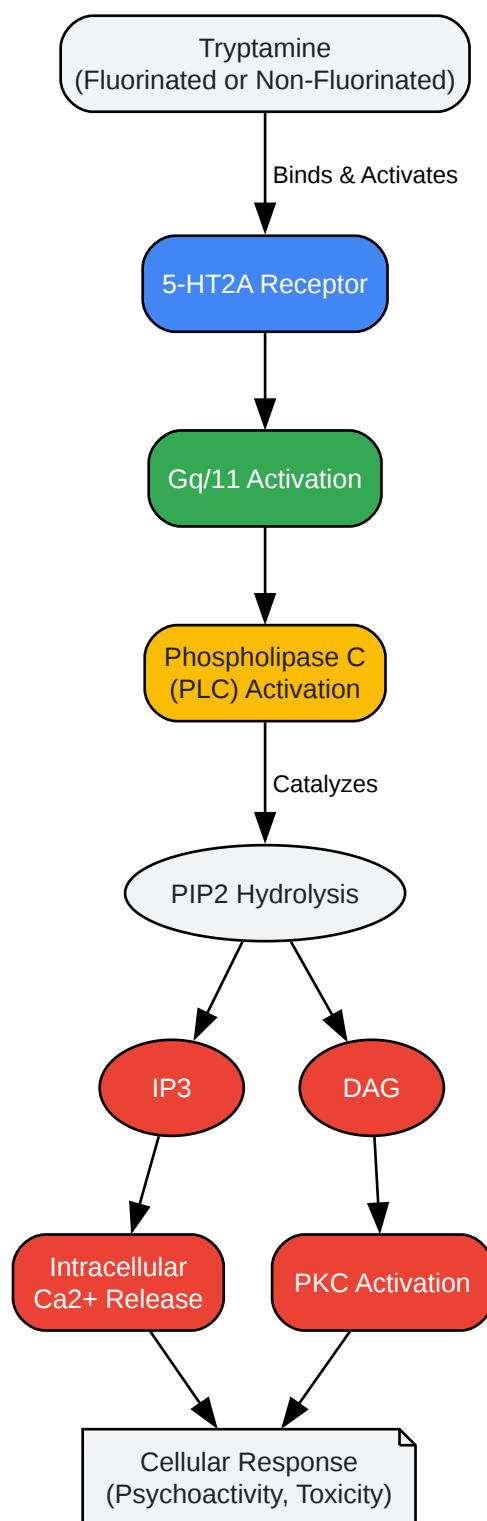 Tryptamine
(Fluorinated or Non-Fluorinated)
Binds & Activates
5-HT2A Receptor
Gq/11 Activation
Phospholipase C
(PLC) Activation
Catalyzes
PIP2 Hydrolysis
IP3
DAG
Intracellular
Ca2+ Release
PKC Activation
Cellular Response
(Psychoactivity, Toxicity)